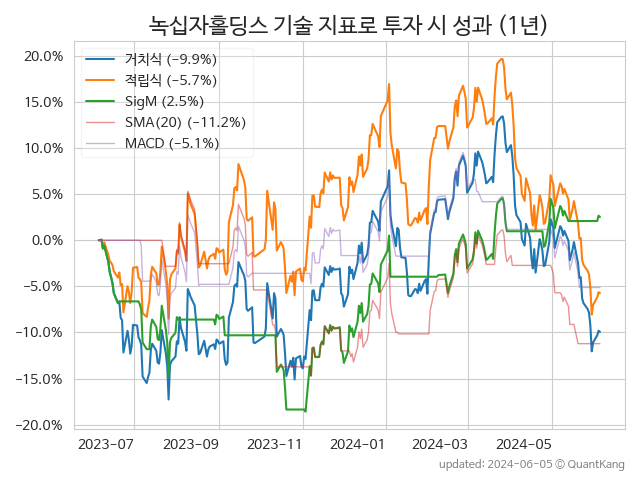 녹십자홀딩스 기술 지표로 투자 시 성과 (1년)
거치식 (−9.9%)
적립식 (−5.7%)
SigM (2.5%)
SMA(20) (−11.2%)
MACD (−5.1%)
20.0%
15.0%
10.0%
5.0%
0.0%
−5.0%
−10.0%
−15.0%
−20.0%
2023-07 2023-09 2023-11 2024-01 2024-03 2024-05
updated: 2024-06-05 © QuantKang